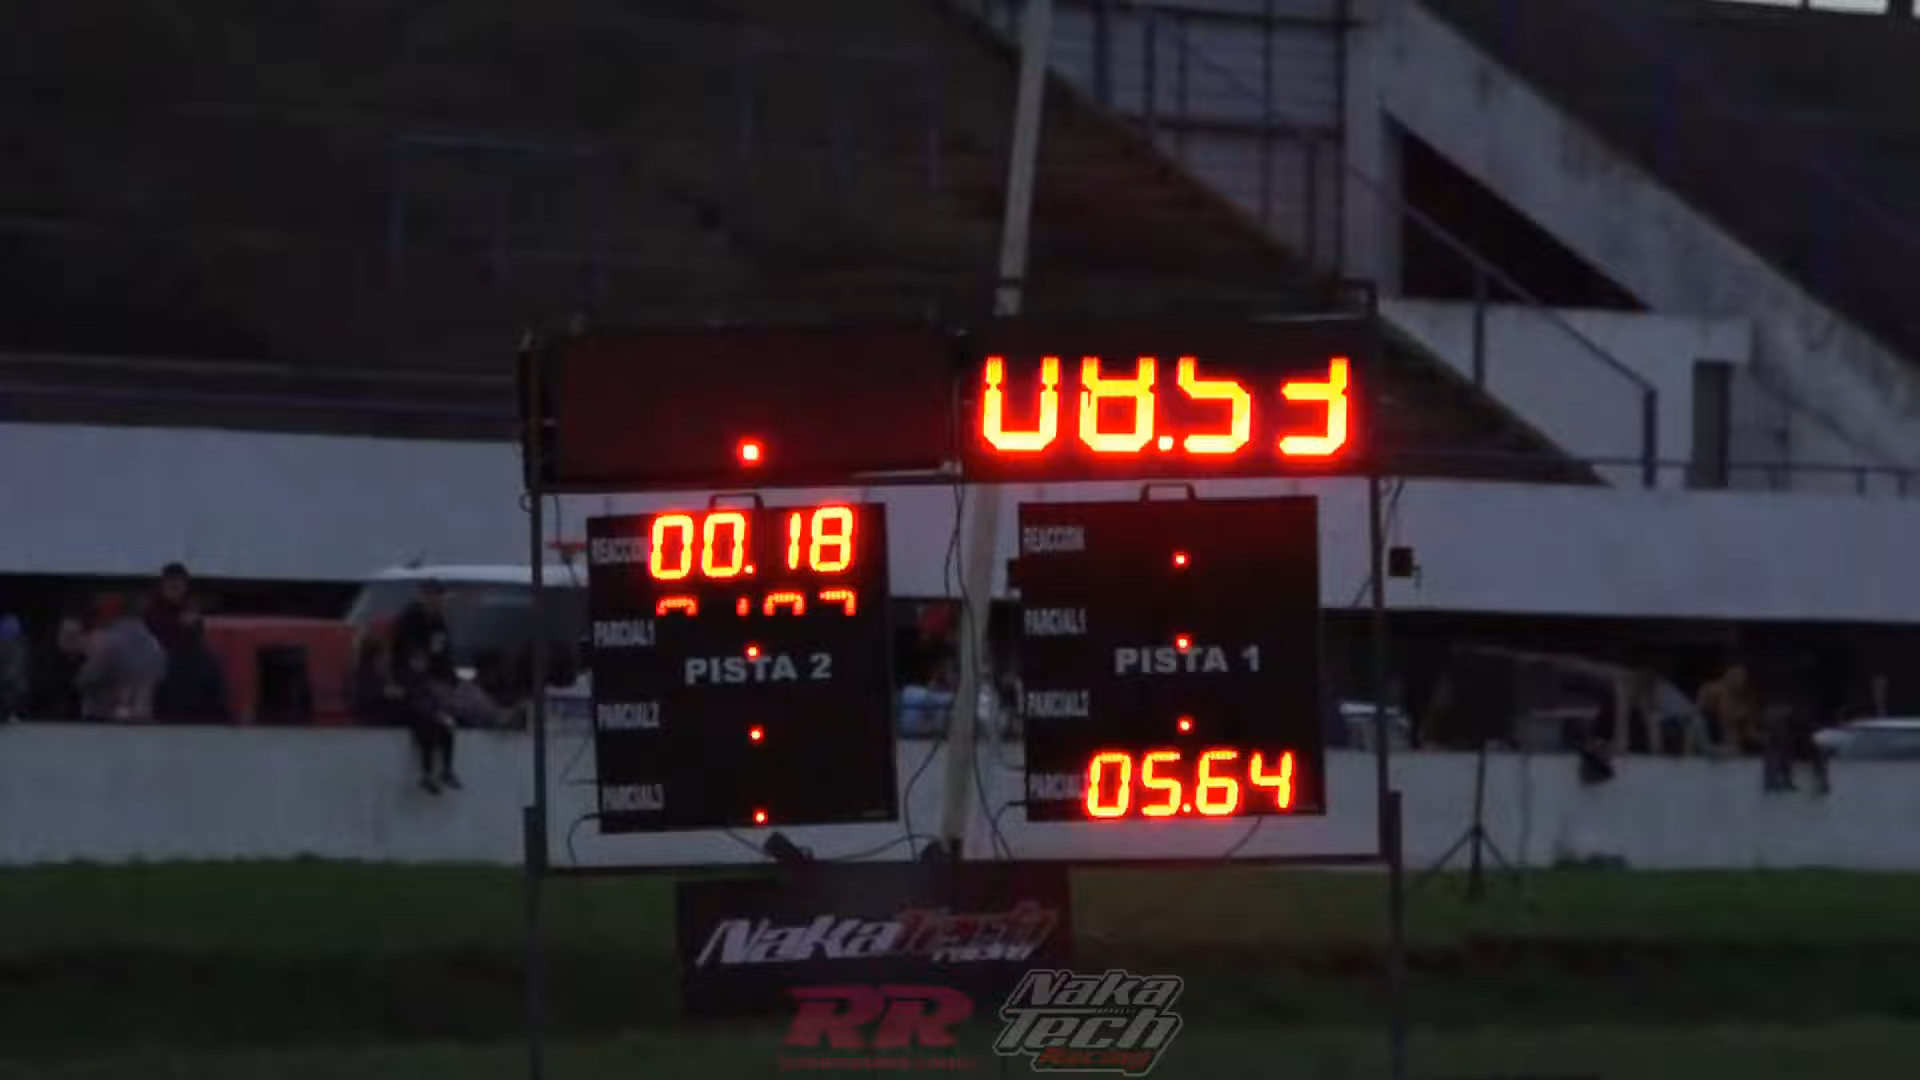 08.53
REACCION 00.18
PARCIAL1
PISTA 2
PARCIAL2
PARCIAL3
REACCION
PARCIAL1
PISTA 1
PARCIAL2
PARCIAL3 05.64
NakaTech
Racing
RR
Naka
Tech
Racing